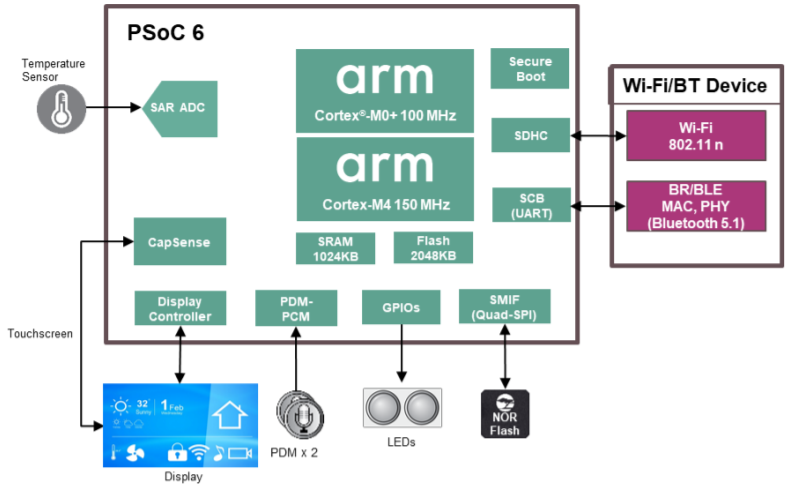 PSoC 6
Temperature
Sensor
SAR ADC
arm
Cortex®-M0+ 100 MHz
arm
Cortex-M4 150 MHz
Secure
Boot
SDHC
SCB
(UART)
Wi-Fi/BT Device
Wi-Fi
802.11 n
BR/BLE
MAC, PHY
(Bluetooth 5.1)
CapSense
SRAM
1024KB
Flash
2048KB
Display
Controller
PDM-
PCM
GPIOs
SMIF
(Quad-SPI)
Touchscreen
32°
Sunny
1 Feb
NOR
Flash
PDM x 2
LEDs
Display